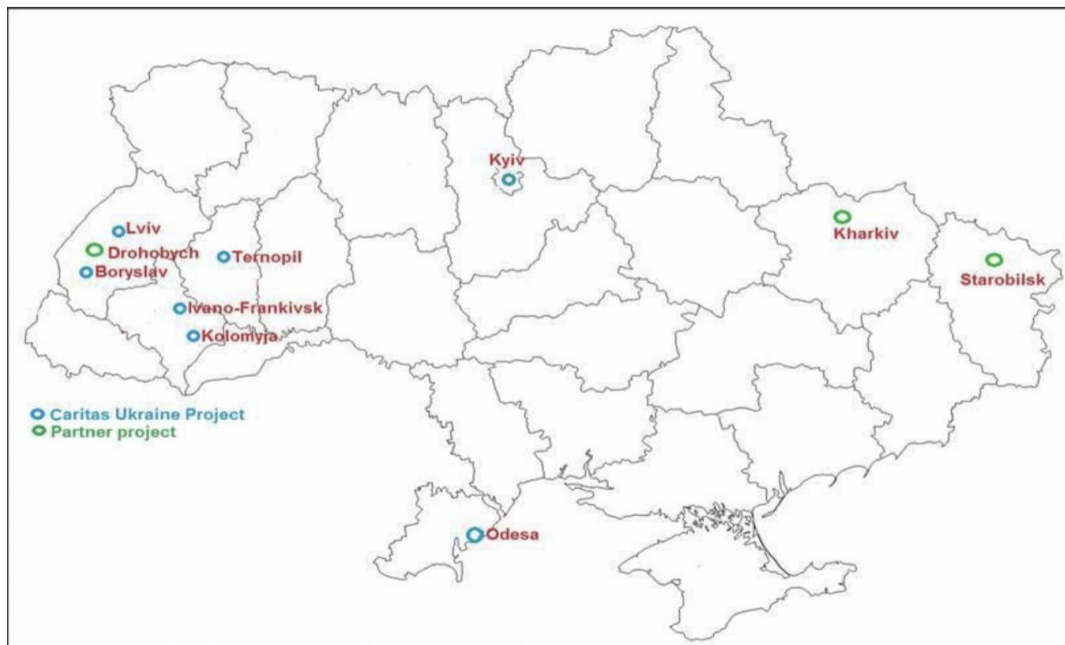 Kyiv
Kharkiv
Lviv
Drohobych
Ternopil
Boryslav
Starobilsk
Ivano-Frankivsk
Kolomyja
Caritas Ukraine Project
Partner project
Odesa